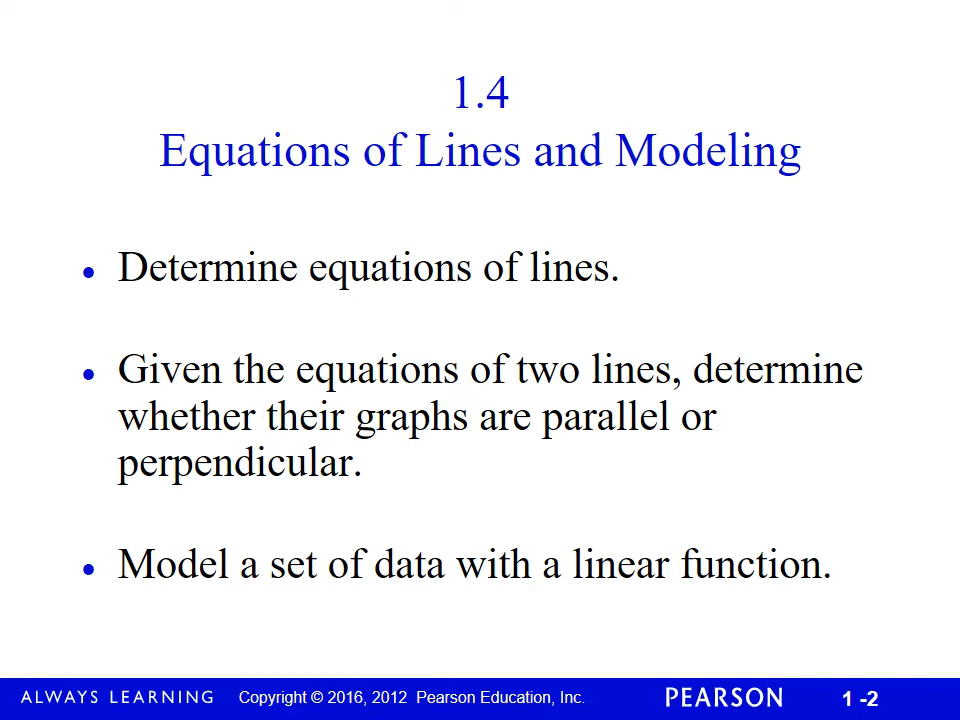 1.4
Equations of Lines and Modeling
• Determine equations of lines.
• Given the equations of two lines, determine
whether their graphs are parallel or
perpendicular.
• Model a set of data with a linear function.
ALWAYS LEARNING Copyright © 2016, 2012 Pearson Education, Inc. PEARSON 1 -2